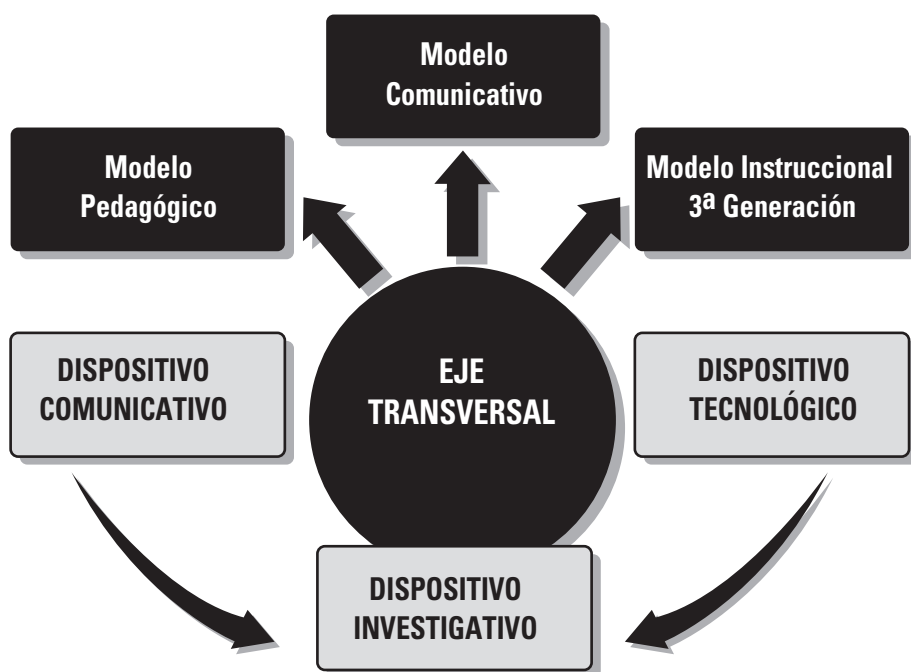 Modelo
Comunicativo
Modelo
Pedagógico
Modelo Instruccional
3ª Generación
DISPOSITIVO
COMUNICATIVO
EJE
TRANSVERSAL
DISPOSITIVO
TECNOLÓGICO
DISPOSITIVO
INVESTIGATIVO